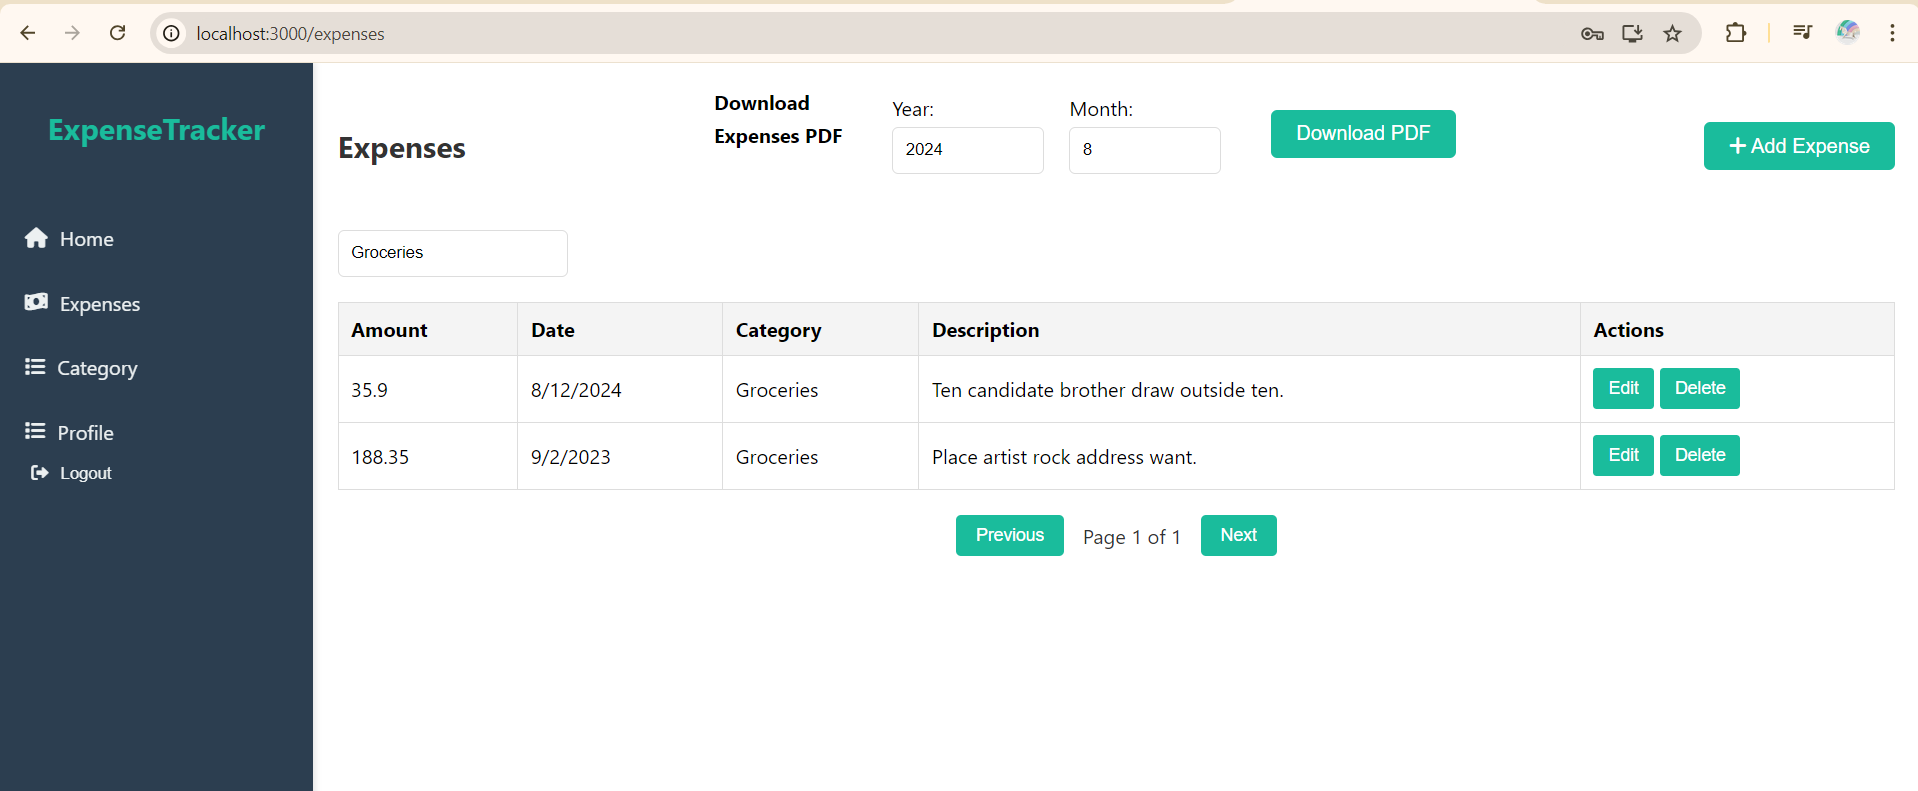 localhost:3000/expenses
ExpenseTracker
Home
Expenses
Category
Profile
Logout
Expenses
Download
Expenses PDF
Year:
2024
Month:
8
Download PDF
+ Add Expense
Groceries
Amount Date Category Description Actions
35.9 8/12/2024 Groceries Ten candidate brother draw outside ten. Edit Delete
188.35 9/2/2023 Groceries Place artist rock address want. Edit Delete
Previous Page 1 of 1 Next